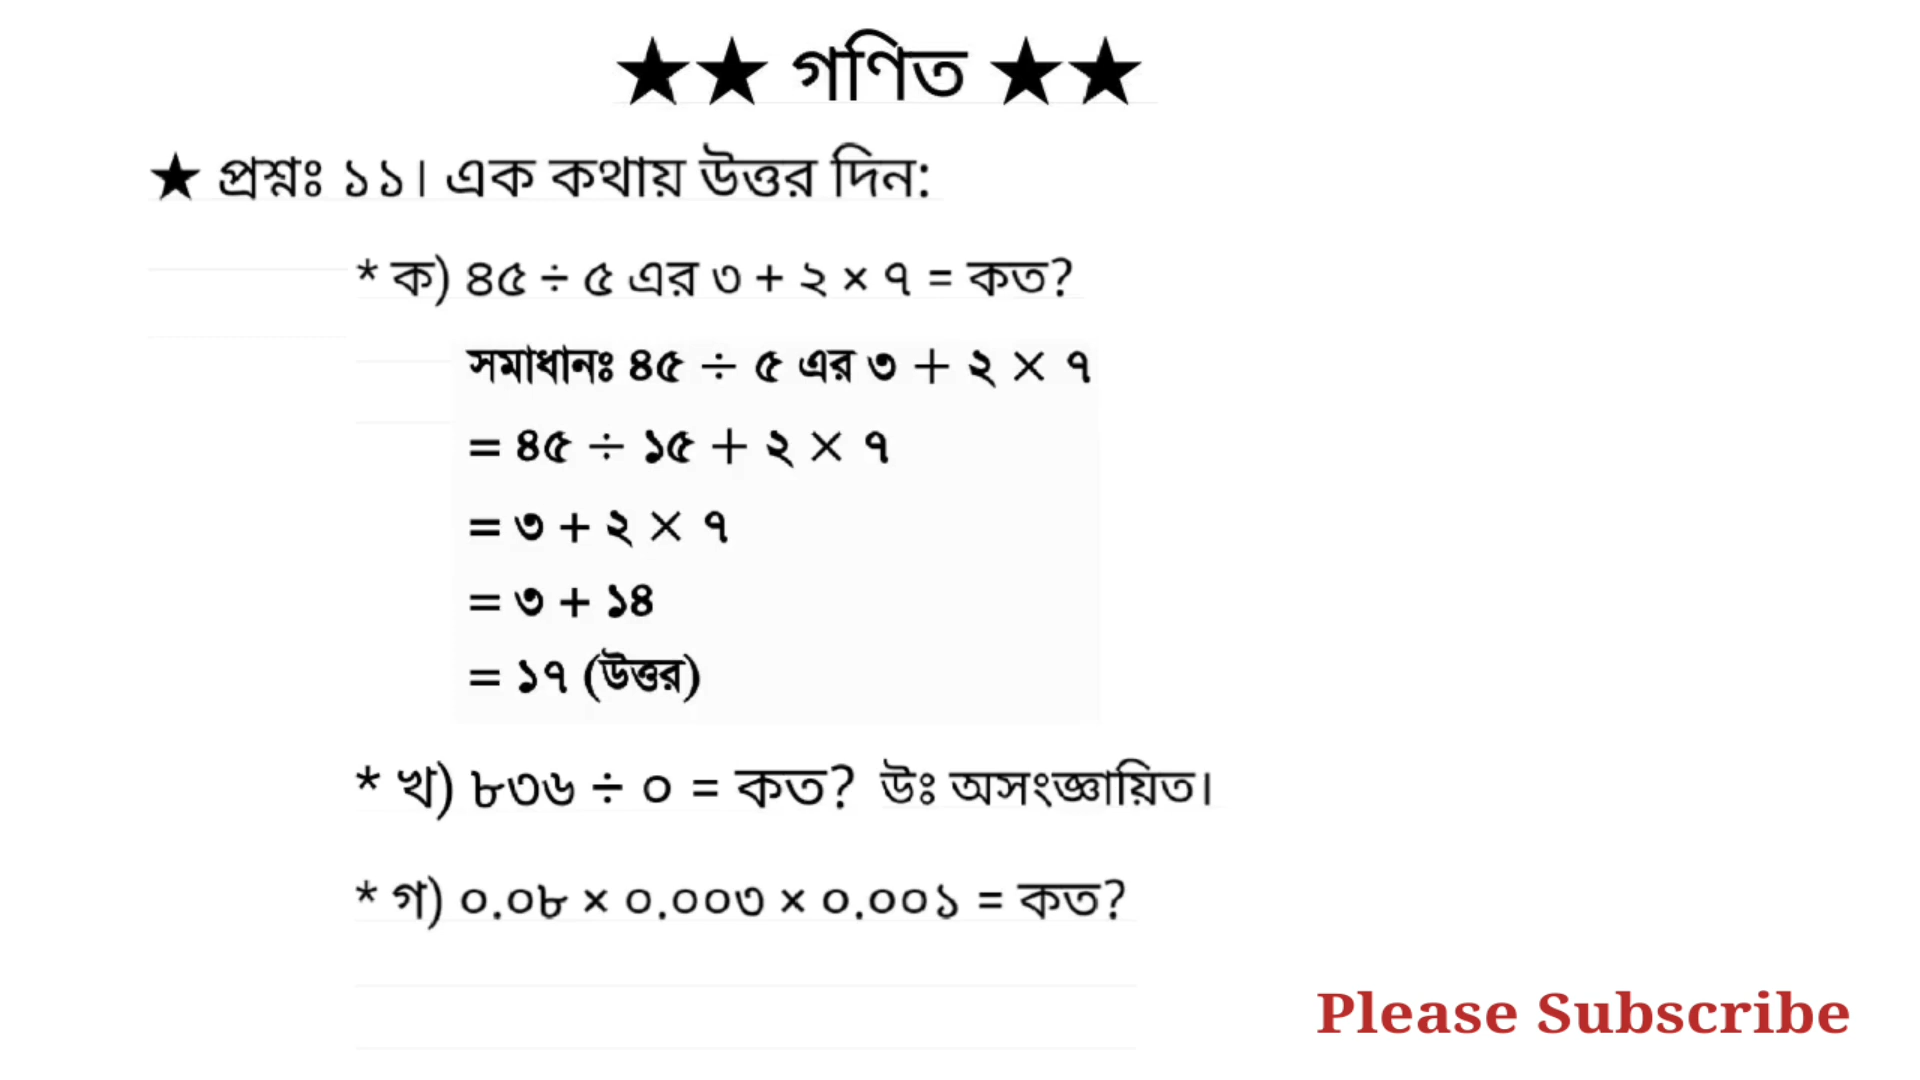 ★★ গণিত ★★
★ প্রশ্নঃ ১১। এক কথায় উত্তর দিন:
* ক) ৪৫ ÷ ৫ এর ৩ + ২ × ৭ = কত?
সমাধানঃ ৪৫ ÷ ৫ এর ৩ + ২ × ৭
= ৪৫ ÷ ১৫ + ২ × ৭
= ৩ + ২ × ৭
= ৩ + ১৪
= ১৭ (উত্তর)
* খ) ৮৩৬ ÷ ০ = কত? উঃ অসংজ্ঞায়িত।
* গ) ০.০৮ × ০.০০৩ × ০.০০১ = কত?
Please Subscribe